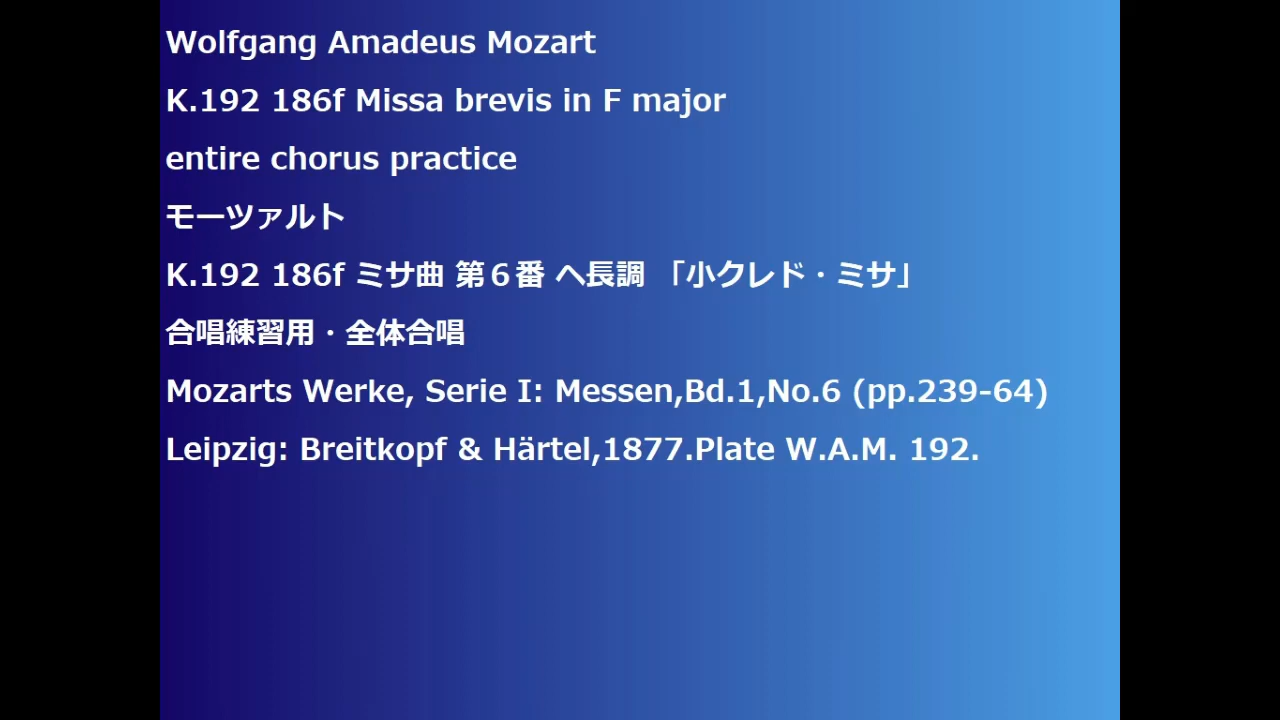 Wolfgang Amadeus Mozart
K.192 186f Missa brevis in F major
entire chorus practice
モーツァルト
K.192 186f ミサ曲 第６番 ヘ長調 「小クレド・ミサ」
合唱練習用・全体合唱
Mozarts Werke, Serie I: Messen,Bd.1,No.6 (pp.239-64)
Leipzig: Breitkopf & Härtel,1877.Plate W.A.M. 192.